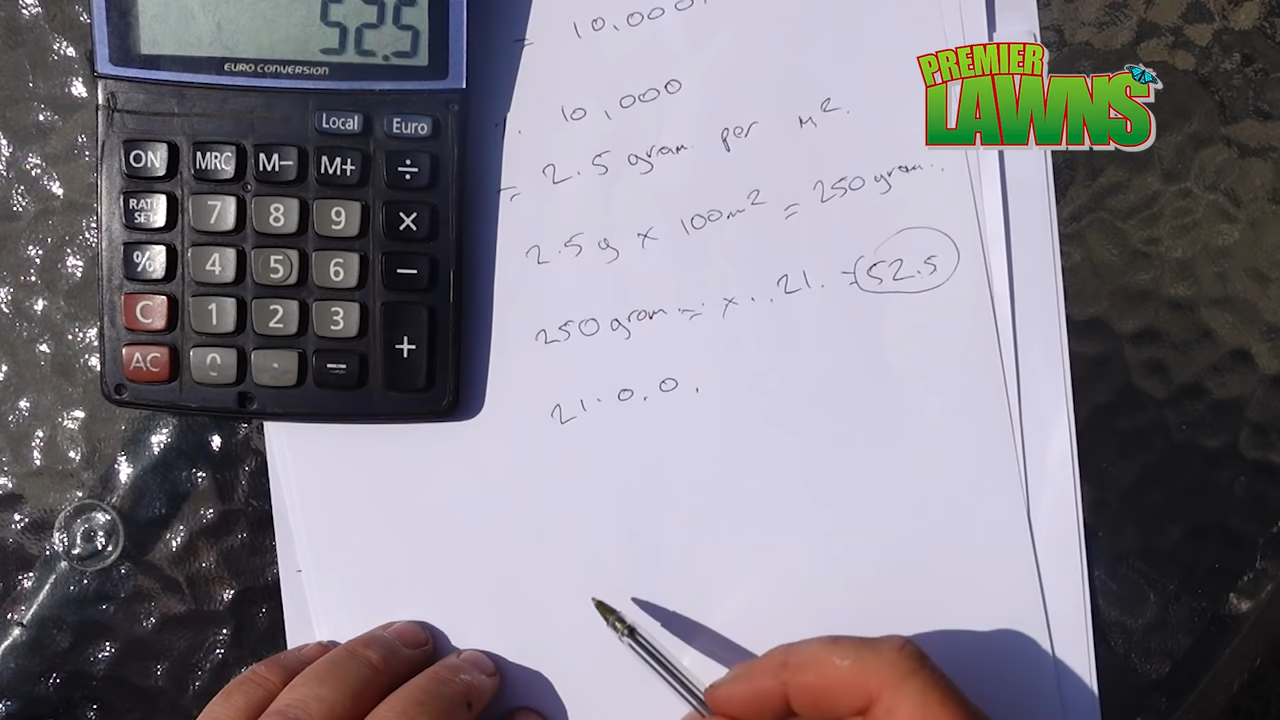 52.5
EURO CONVERSION
Local Euro
ON MRC M− M+ ÷
RATE SET 7 8 9 ×
% 4 5 6 −
C 1 2 3
AC 0 . = +
= 10,000
10,000
= 2.5 gram per M².
2.5g × 100m² = 250 gram.
250 gram × .21. = 52.5
21.0.0.
PREMIER
LAWNS